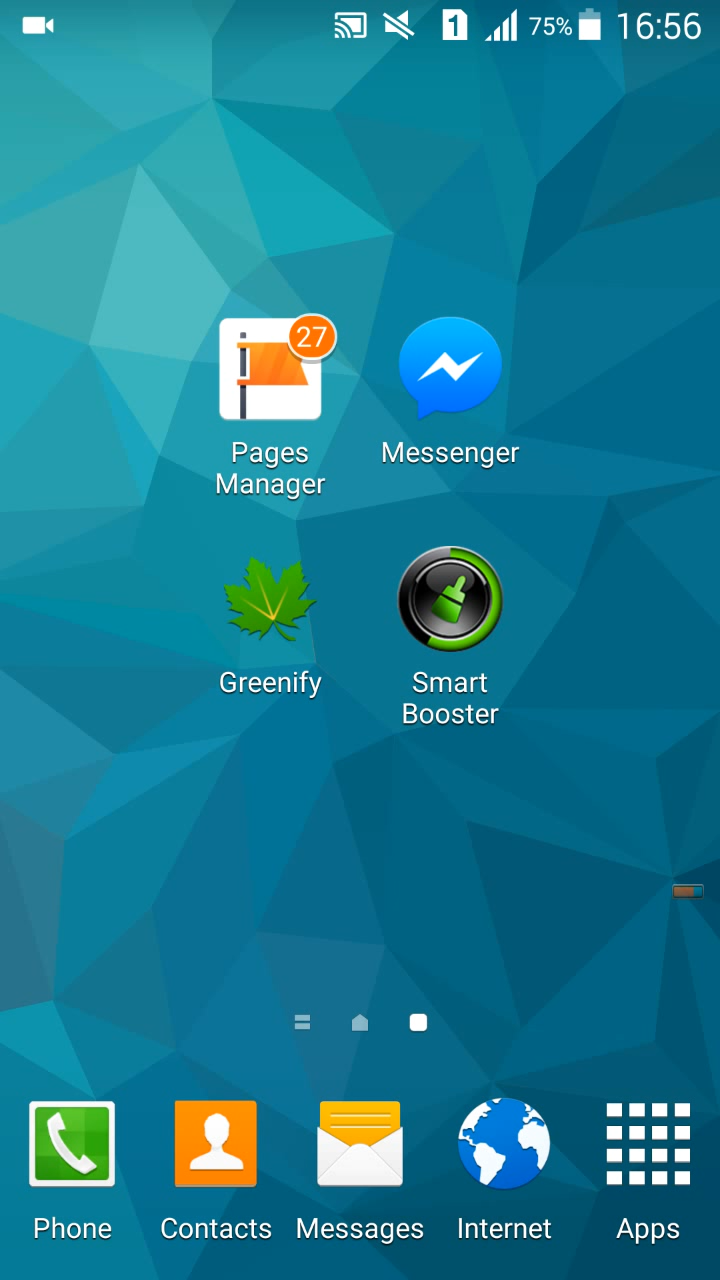 1 75% 16:56
27
Pages
Manager
Messenger
Greenify
Smart
Booster
Phone Contacts Messages Internet Apps